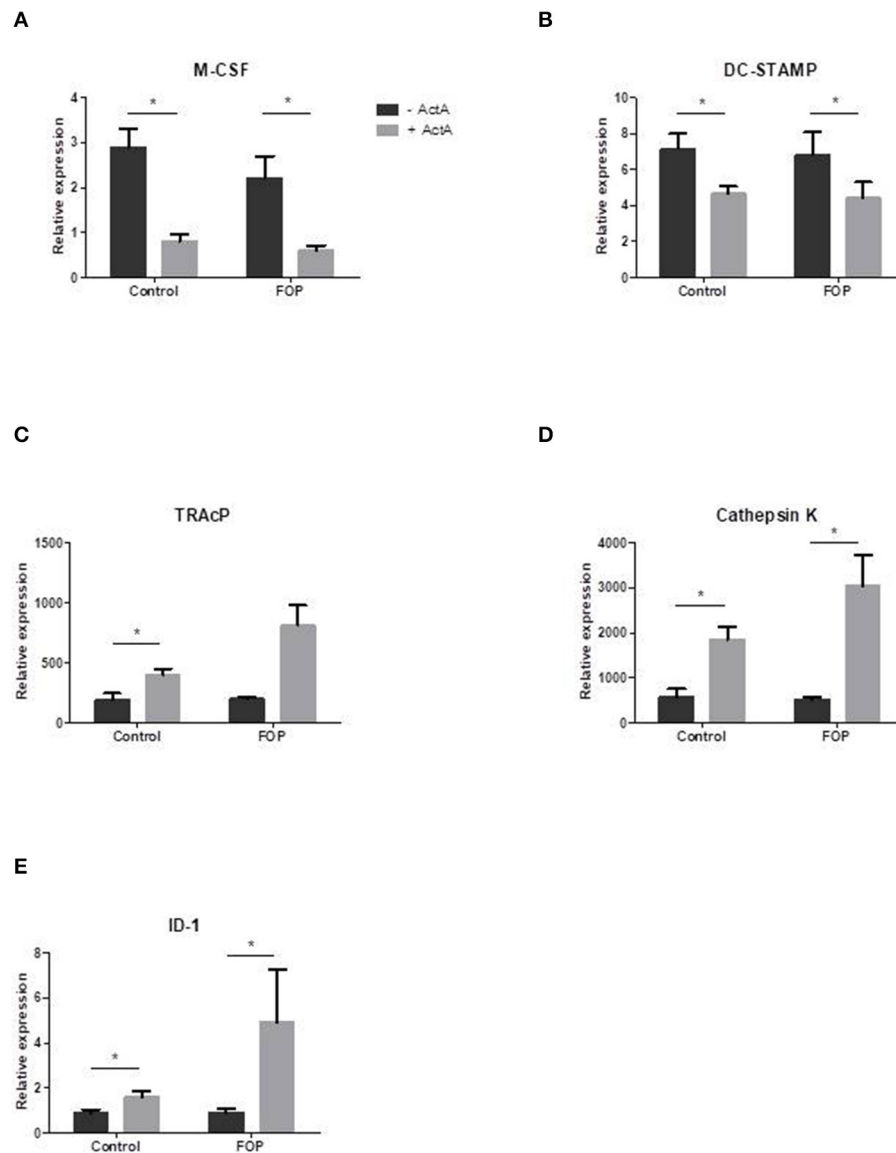 A
M-CSF
Relative expression
4
3
2
1
0
*
*
Control
FOP
- ActA
+ ActA
B
DC-STAMP
Relative expression
10
8
6
4
2
0
*
*
Control
FOP
C
TRAcP
Relative expression
1500
1000
500
0
*
Control
FOP
D
Cathepsin K
Relative expression
4000
3000
2000
1000
0
*
*
Control
FOP
E
ID-1
Relative expression
8
6
4
2
0
*
*
Control
FOP